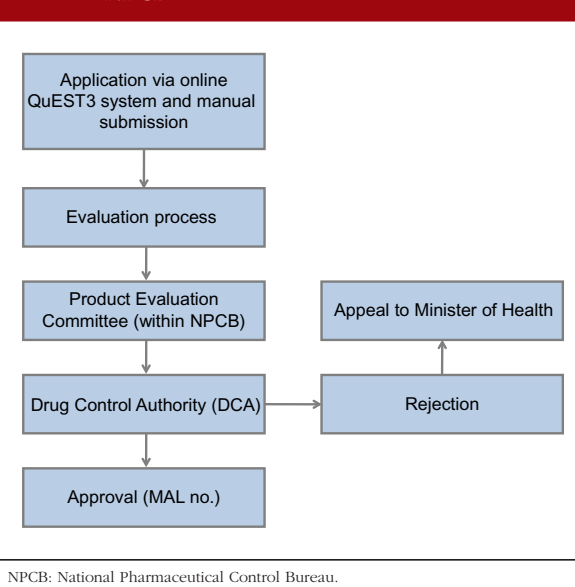 Application via online
QuEST3 system and manual
submission
Evaluation process
Product Evaluation
Committee (within NPCB)
Appeal to Minister of Health
Drug Control Authority (DCA)
Rejection
Approval (MAL no.)
NPCB: National Pharmaceutical Control Bureau.